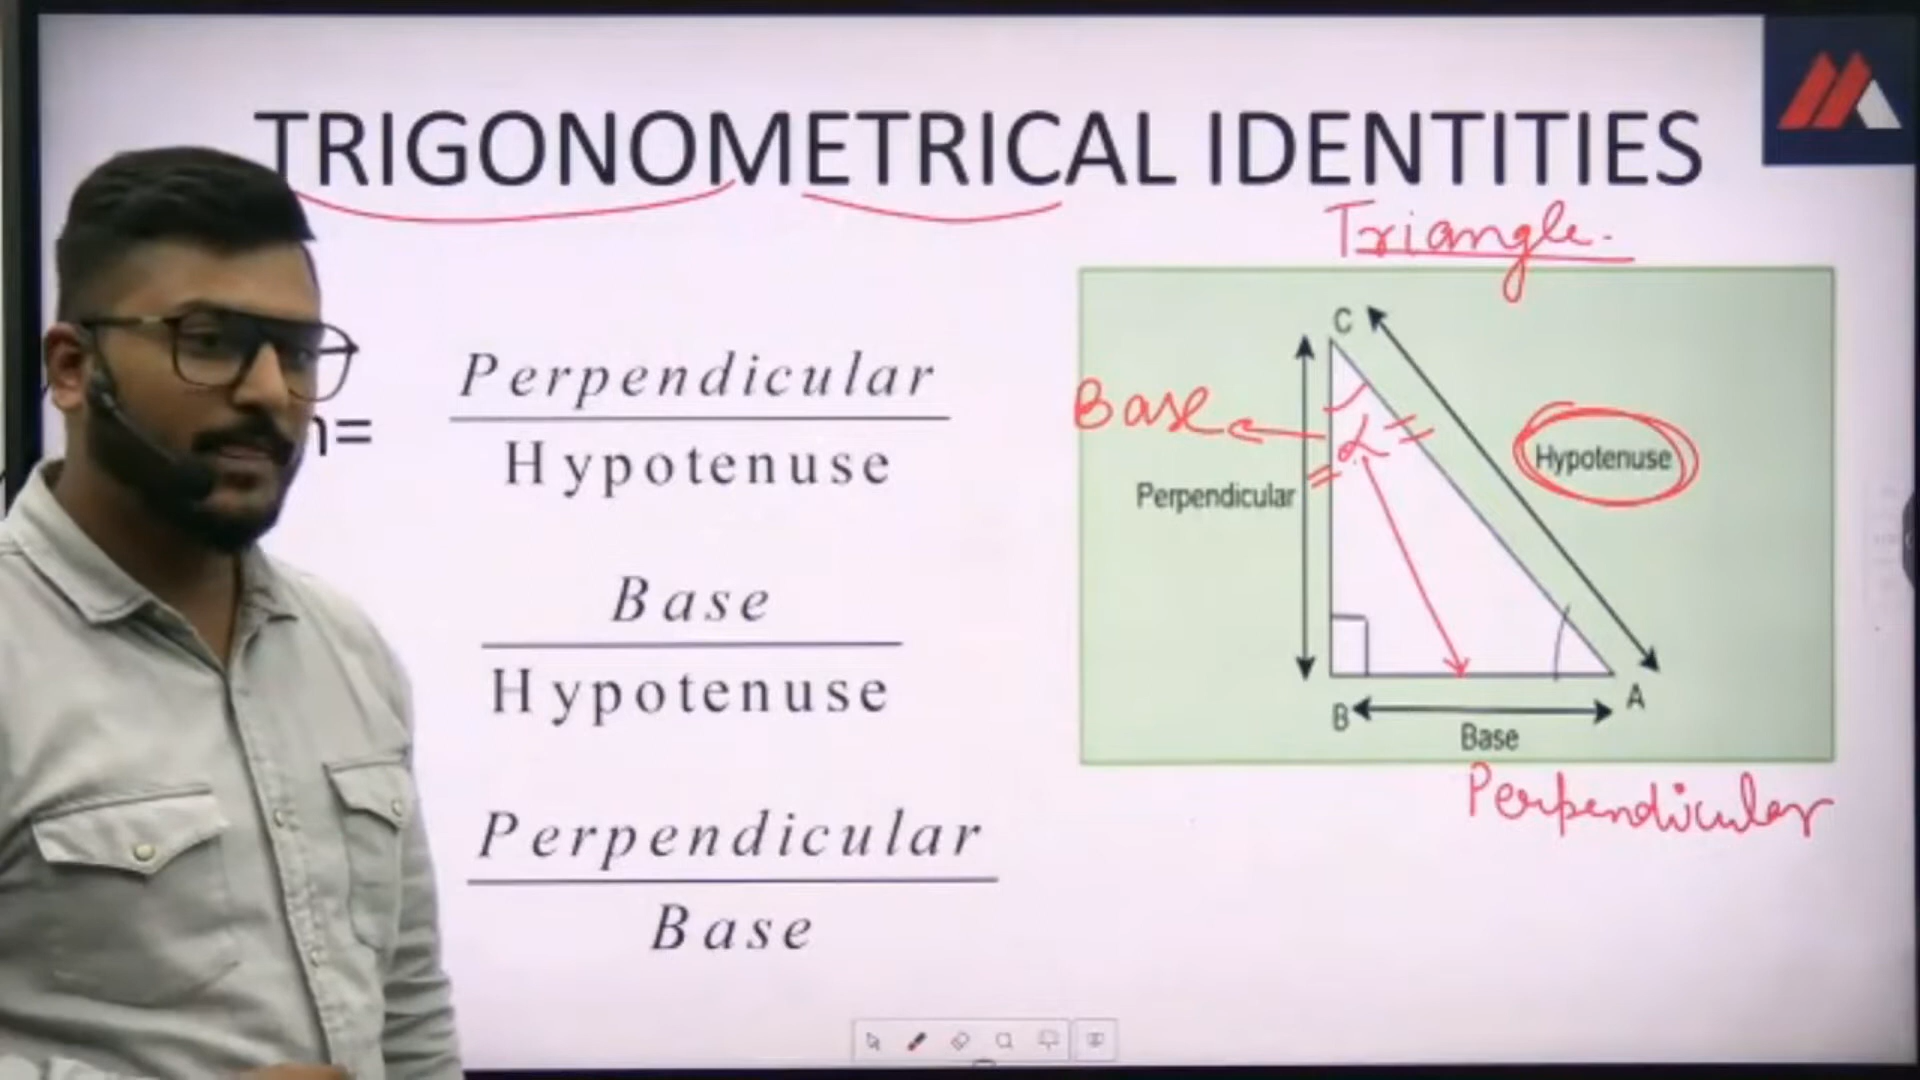 TRIGONOMETRICAL IDENTITIES
Triangle.
Perpendicular
Hypotenuse
=
Base
Hypotenuse
Perpendicular
Base
C
Base
α
Hypotenuse
Perpendicular
B
A
Base
Perpendicular